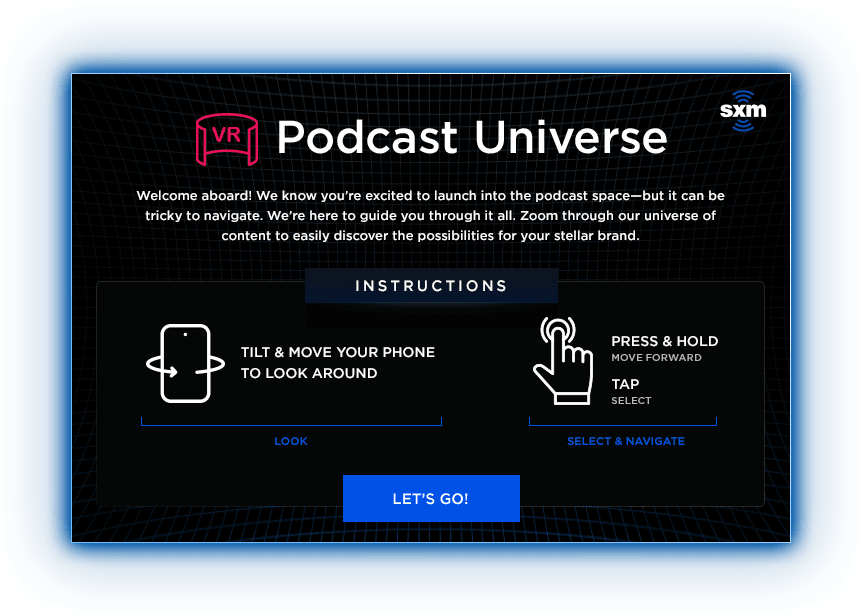 sxm
VR
Podcast Universe
Welcome aboard! We know you’re excited to launch into the podcast space—but it can be
tricky to navigate. We’re here to guide you through it all. Zoom through our universe of
content to easily discover the possibilities for your stellar brand.
INSTRUCTIONS
TILT & MOVE YOUR PHONE
TO LOOK AROUND
LOOK
PRESS & HOLD
MOVE FORWARD
TAP
SELECT
SELECT & NAVIGATE
LET’S GO!